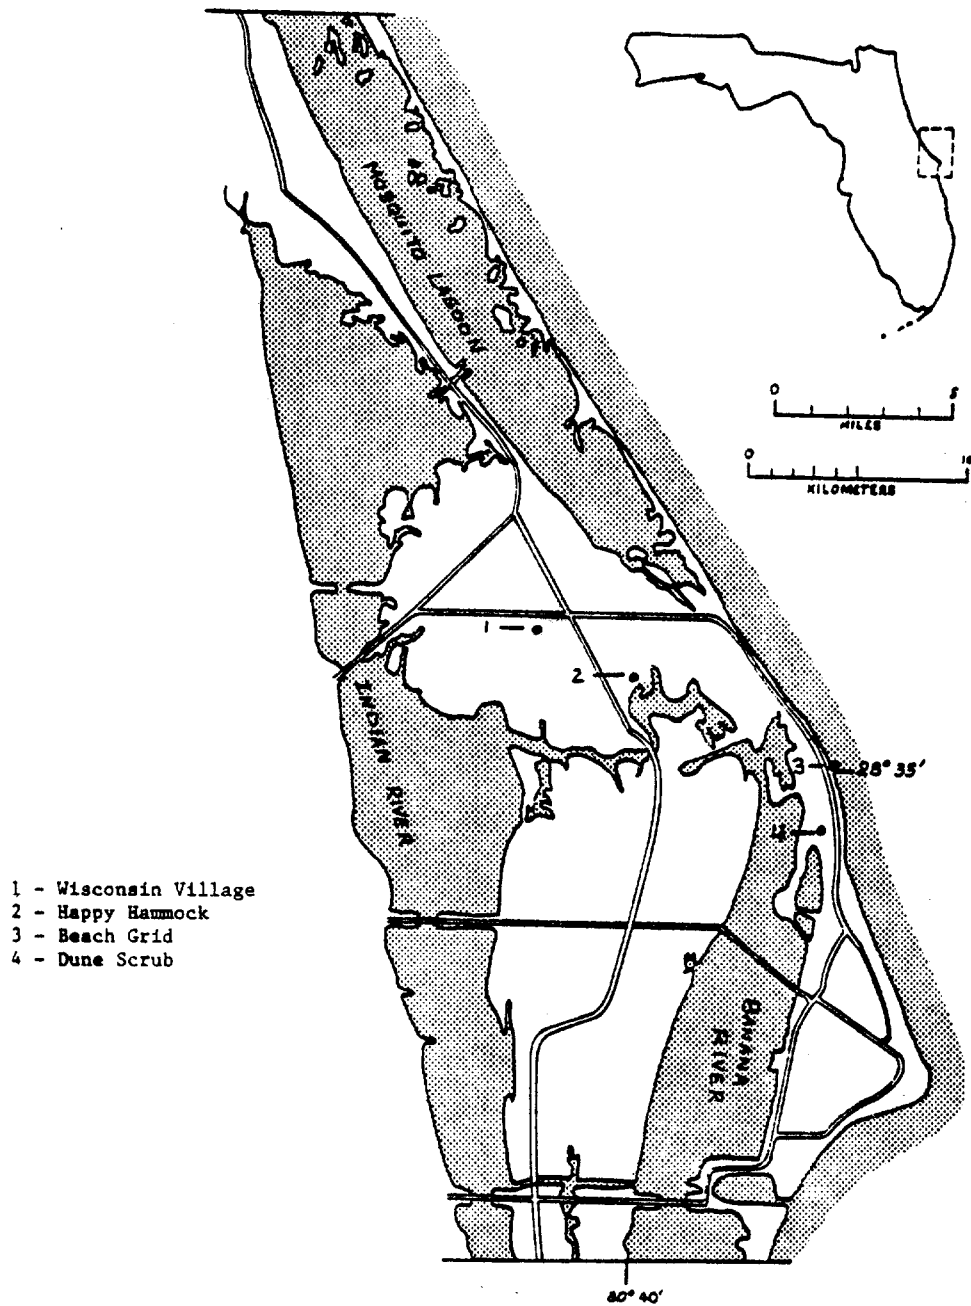 MOSQUITO LAGOON
0 5
MILES
0 10
KILOMETERS
1
2
INDIAN RIVER
3
28° 35'
4
1 - Wisconsin Village
2 - Happy Hammock
3 - Beach Grid
4 - Dune Scrub
BANANA
RIVER
80° 40'